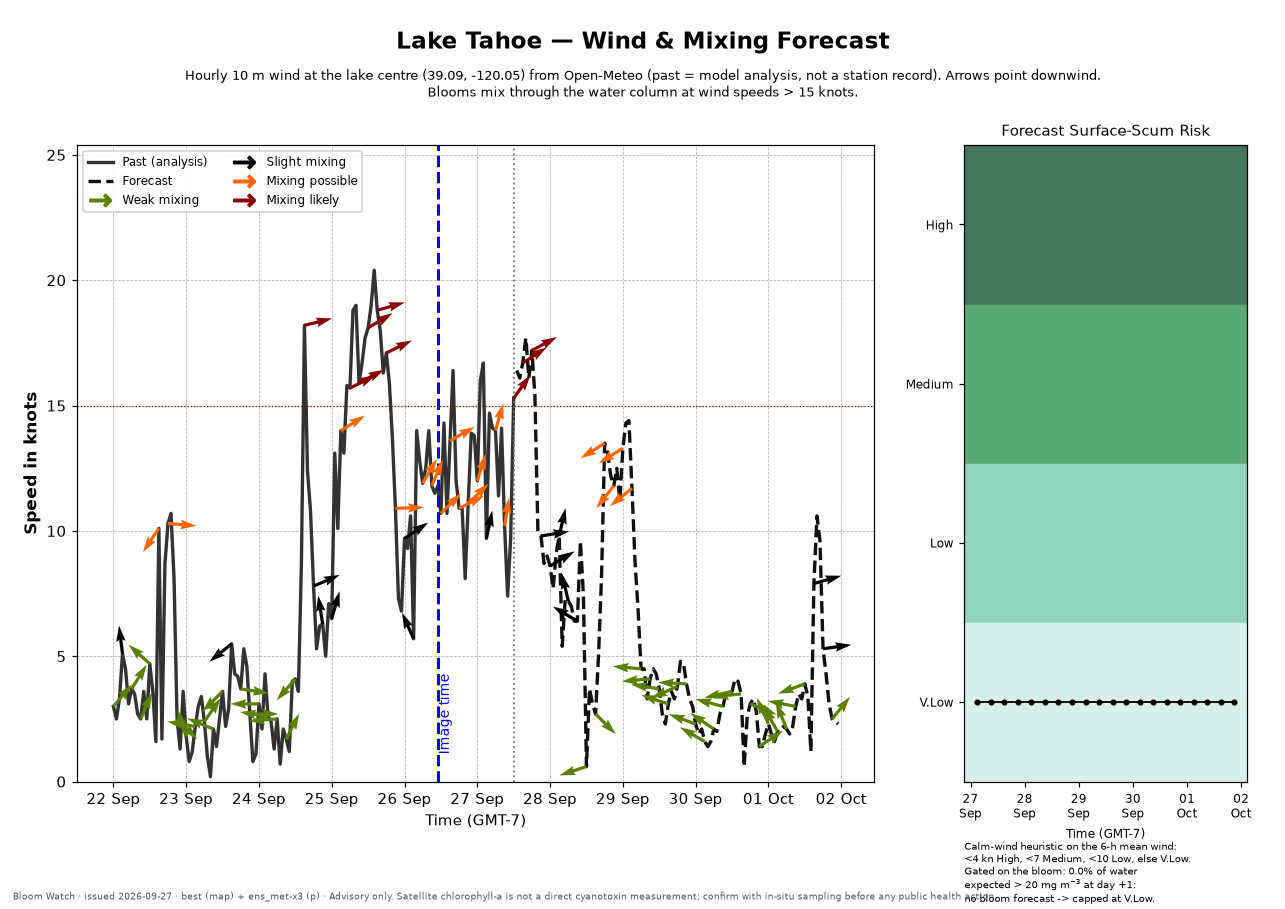 Lake Tahoe — Wind & Mixing Forecast
Hourly 10 m wind at the lake centre (39.09, -120.05) from Open-Meteo (past = model analysis, not a station record). Arrows point downwind.
Blooms mix through the water column at wind speeds > 15 knots.
Past (analysis)
Forecast
Weak mixing
Slight mixing
Mixing possible
Mixing likely
Speed in knots
25
20
15
10
5
0
image time
22 Sep 23 Sep 24 Sep 25 Sep 26 Sep 27 Sep 28 Sep 29 Sep 30 Sep 01 Oct 02 Oct
Time (GMT-7)
Forecast Surface-Scum Risk
High
Medium
Low
V.Low
27 28 29 30 01 02
Sep Sep Sep Sep Oct Oct
Time (GMT-7)
Calm-wind heuristic on the 6-h mean wind:
<4 kn High, <7 Medium, <10 Low, else V.Low.
Gated on the bloom: 0.0% of water
expected > 20 mg m⁻³ at day +1:
no bloom forecast -> capped at V.Low.
Bloom Watch · issued 2026-09-27 · best (map) + ens_met-x3 (p) · Advisory only. Satellite chlorophyll-a is not a direct cyanotoxin measurement; confirm with in-situ sampling before any public health